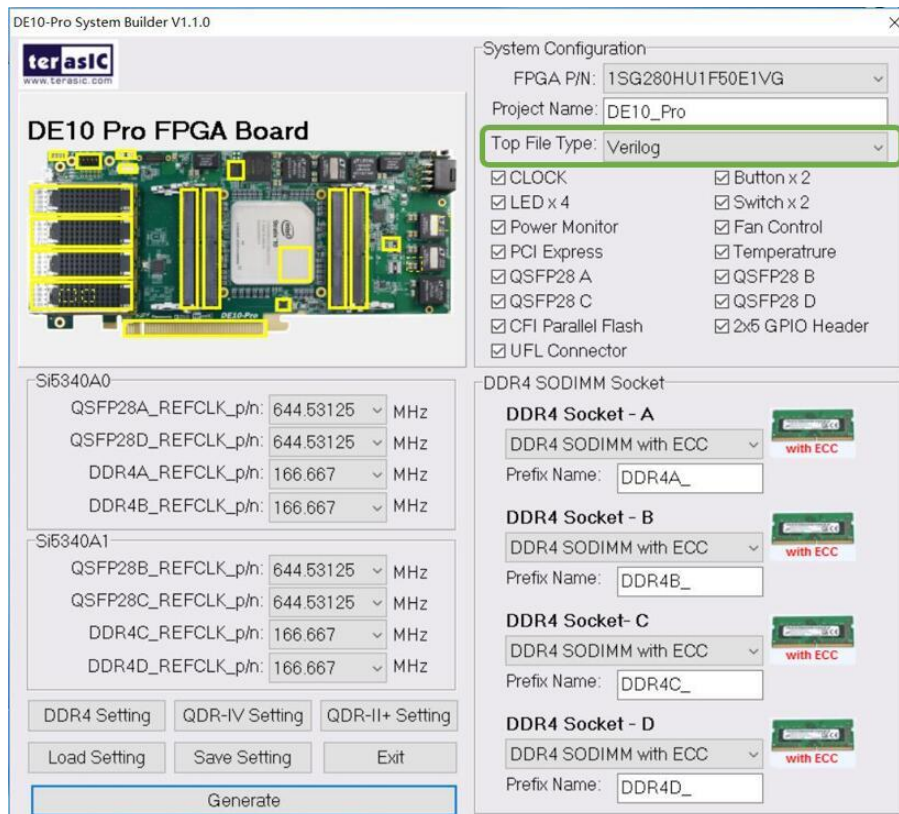 DE10-Pro System Builder V1.1.0
terasIC
www.terasic.com
DE10 Pro FPGA Board
DE10-Pro
System Configuration
FPGA P/N: 1SG280HU1F50E1VG
Project Name: DE10_Pro
Top File Type: Verilog
CLOCK Button x 2
LED x 4 Switch x 2
Power Monitor Fan Control
PCI Express Temperatrure
QSFP28 A QSFP28 B
QSFP28 C QSFP28 D
CFI Parallel Flash 2x5 GPIO Header
UFL Connector
Si5340A0
QSFP28A_REFCLK_p/n: 644.53125 MHz
QSFP28D_REFCLK_p/n: 644.53125 MHz
DDR4A_REFCLK_p/n: 166.667 MHz
DDR4B_REFCLK_p/n: 166.667 MHz
Si5340A1
QSFP28B_REFCLK_p/n: 644.53125 MHz
QSFP28C_REFCLK_p/n: 644.53125 MHz
DDR4C_REFCLK_p/n: 166.667 MHz
DDR4D_REFCLK_p/n: 166.667 MHz
DDR4 Setting QDR-IV Setting QDR-II+ Setting
Load Setting Save Setting Exit
Generate
DDR4 SODIMM Socket
DDR4 Socket - A
DDR4 SODIMM with ECC
with ECC
Prefix Name: DDR4A_
DDR4 Socket - B
DDR4 SODIMM with ECC
with ECC
Prefix Name: DDR4B_
DDR4 Socket- C
DDR4 SODIMM with ECC
with ECC
Prefix Name: DDR4C_
DDR4 Socket - D
DDR4 SODIMM with ECC
with ECC
Prefix Name: DDR4D_